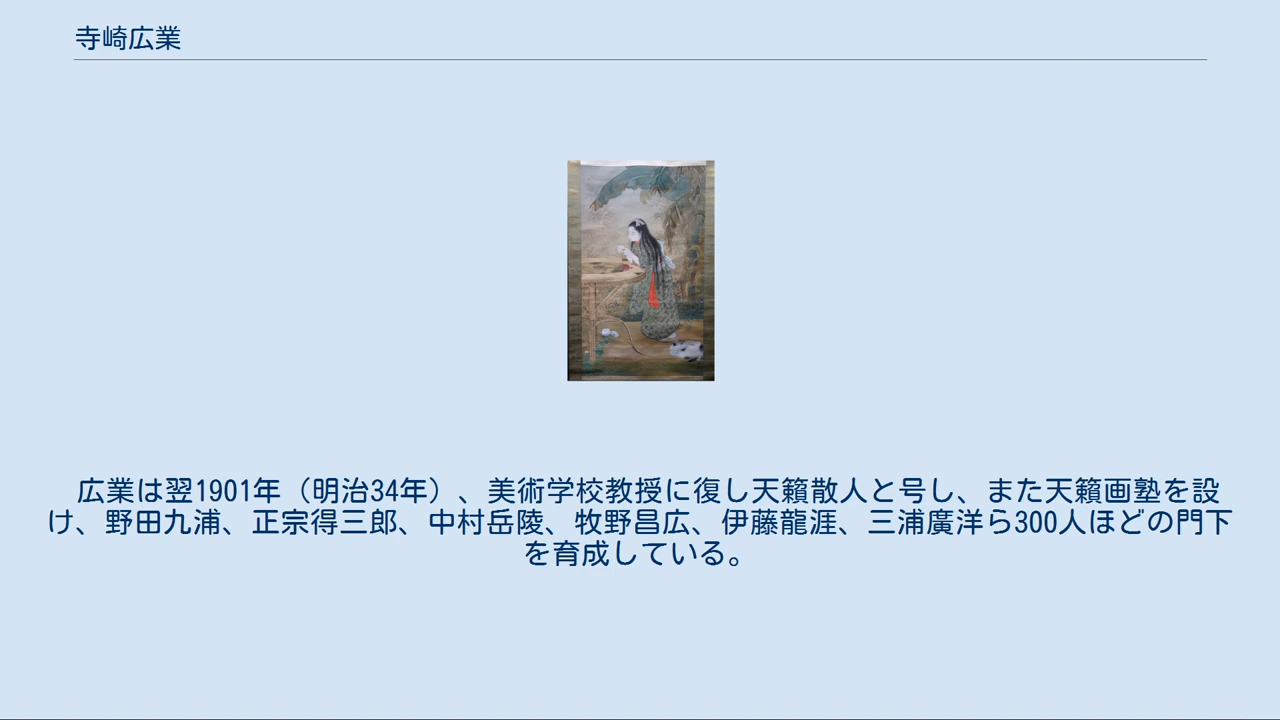 寺崎広業
広業は翌1901年（明治34年）、美術学校教授に復し天籟散人と号し、また天籟画塾を設
け、野田九浦、正宗得三郎、中村岳陵、牧野昌広、伊藤龍涯、三浦廣洋ら300人ほどの門下
を育成している。